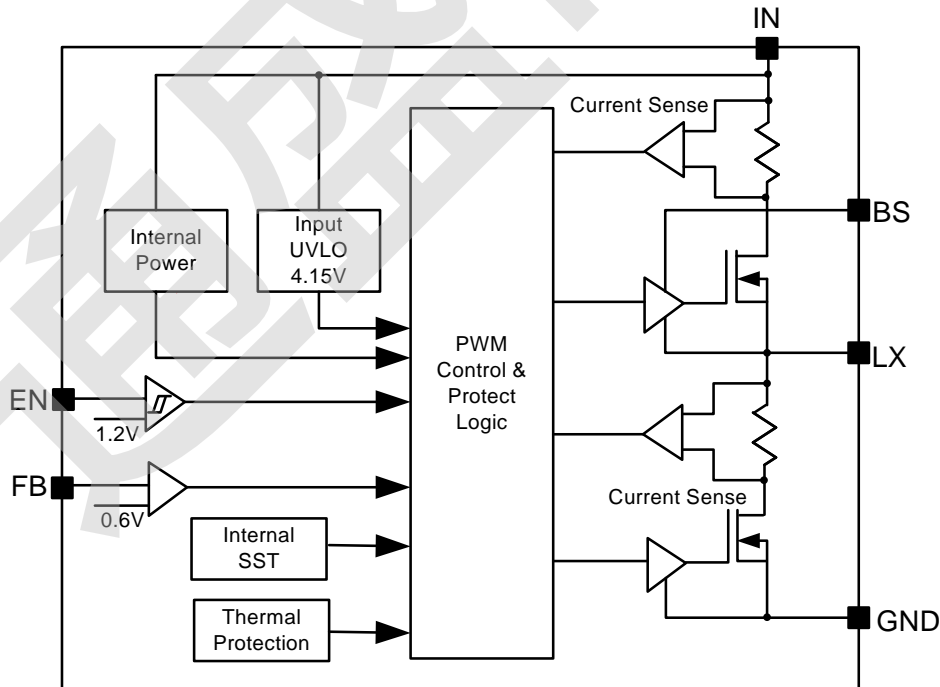 IN
Current Sense
BS
Internal
Power
Input
UVLO
4.15V
PWM
Control &
Protect
Logic
LX
EN
1.2V
FB
0.6V
Current Sense
Internal
SST
Thermal
Protection
GND